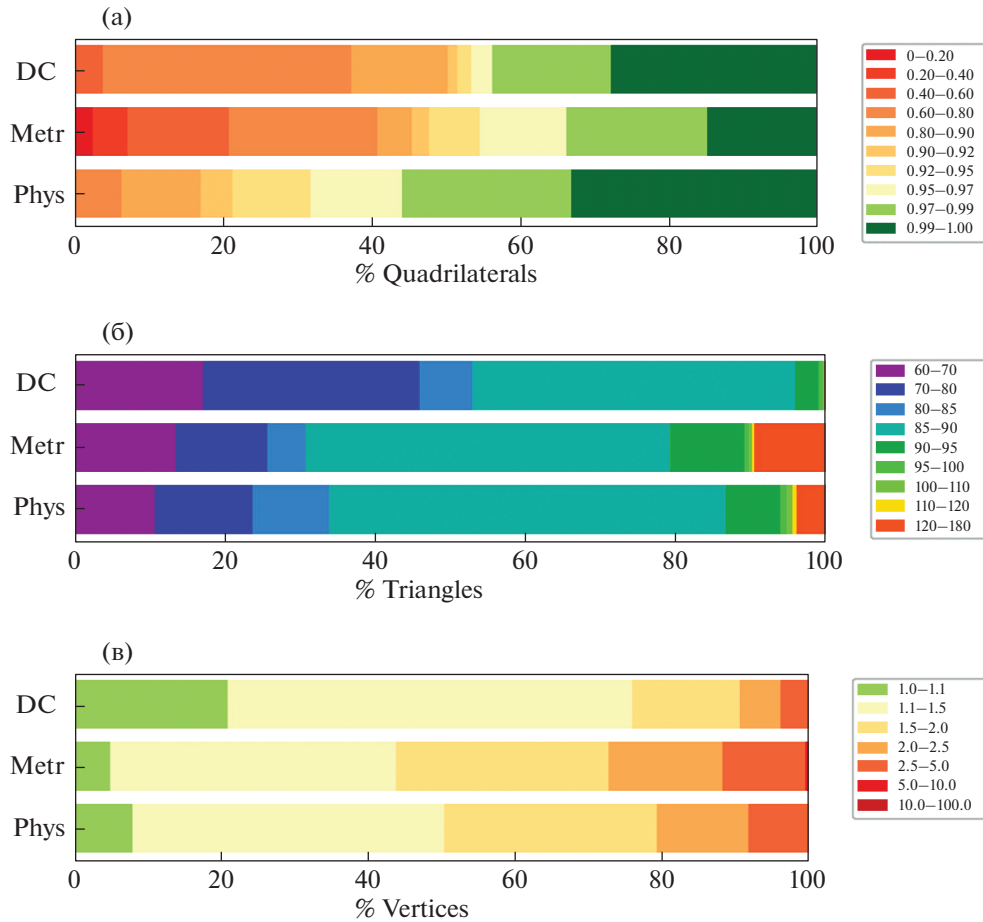 (а)
DC
Metr
Phys
0 20 40 60 80 100
% Quadrilaterals
0–0.20
0.20–0.40
0.40–0.60
0.60–0.80
0.80–0.90
0.90–0.92
0.92–0.95
0.95–0.97
0.97–0.99
0.99–1.00
(б)
DC
Metr
Phys
0 20 40 60 80 100
% Triangles
60–70
70–80
80–85
85–90
90–95
95–100
100–110
110–120
120–180
(в)
DC
Metr
Phys
0 20 40 60 80 100
% Vertices
1.0–1.1
1.1–1.5
1.5–2.0
2.0–2.5
2.5–5.0
5.0–10.0
10.0–100.0